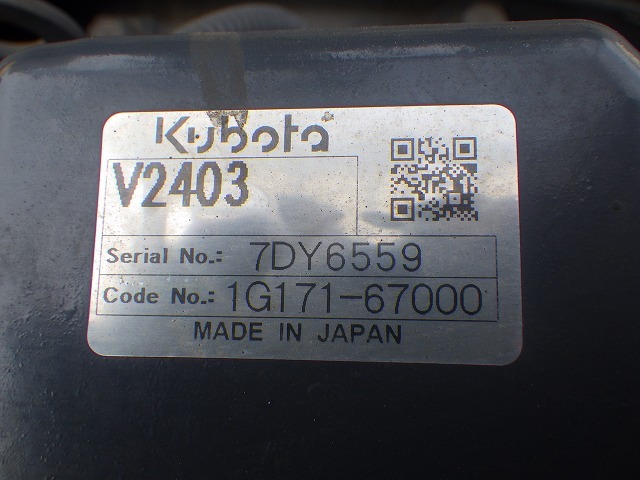 Kubota
V2403
Serial No.: 7DY6559
Code No.: 1G171-67000
MADE IN JAPAN